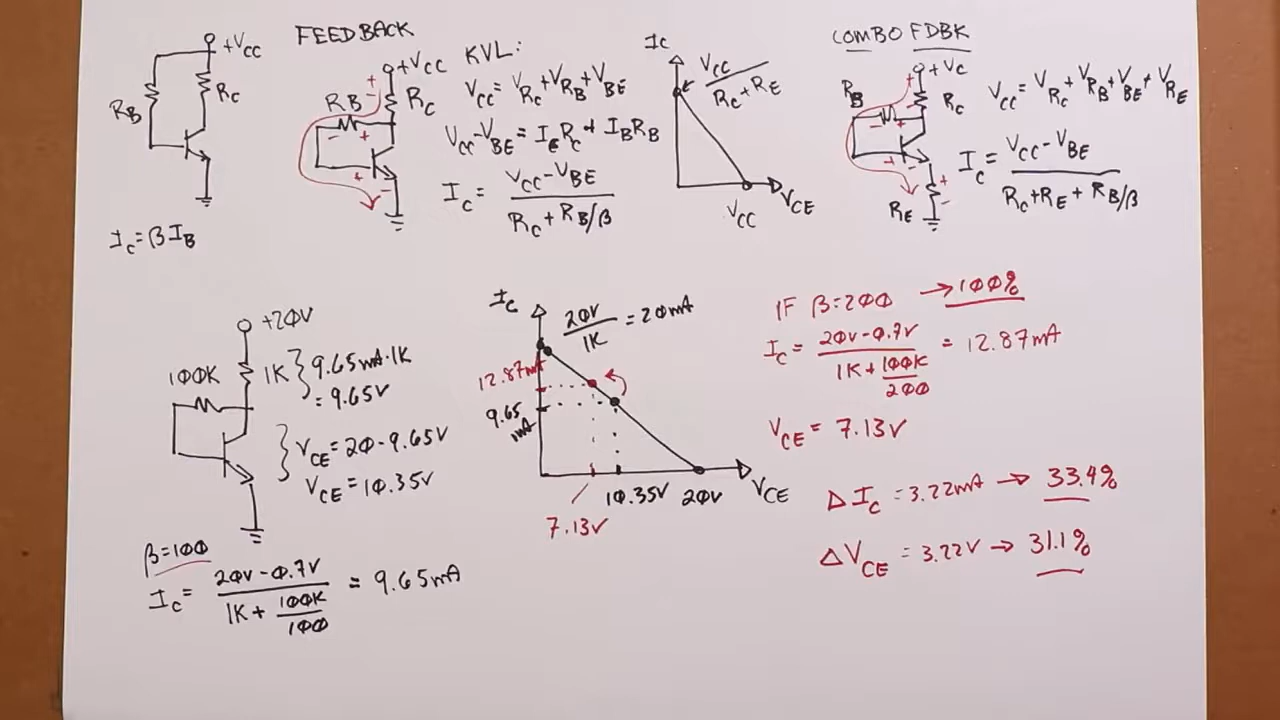 +VCC
RB
RC
IC = βIB
FEEDBACK
+VCC
RB
RC
+
-
-
+
+
-
KVL:
VCC = VRC + VRB + VBE
VCC - VBE = ICRC + IBRB
IC = VCC - VBE / RC + RB/β
IC
VCC / RC + RE
VCC
VCE
COMBO FDBK
+VC
RB
RC
RE
+
-
+
+
-
+
-
VCC = VRC + VRB + VBE + VRE
IC = VCC - VBE / RC + RE + RB/β
+20V
100K
1K } 9.65mA·1K
= 9.65V
VCE = 20 - 9.65V
VCE = 10.35V
β=100
IC = 20V - 0.7V / 1K + 100K/100 = 9.65mA
IC
20V / 1K = 20mA
12.87mA
9.65
mA
10.35V
20V
VCE
7.13V
IF β=200 → 100%
IC = 20V - 0.7V / 1K + 100K/200 = 12.87mA
VCE = 7.13V
ΔIC = 3.22mA → 33.4%
ΔVCE = 3.22V → 31.1%